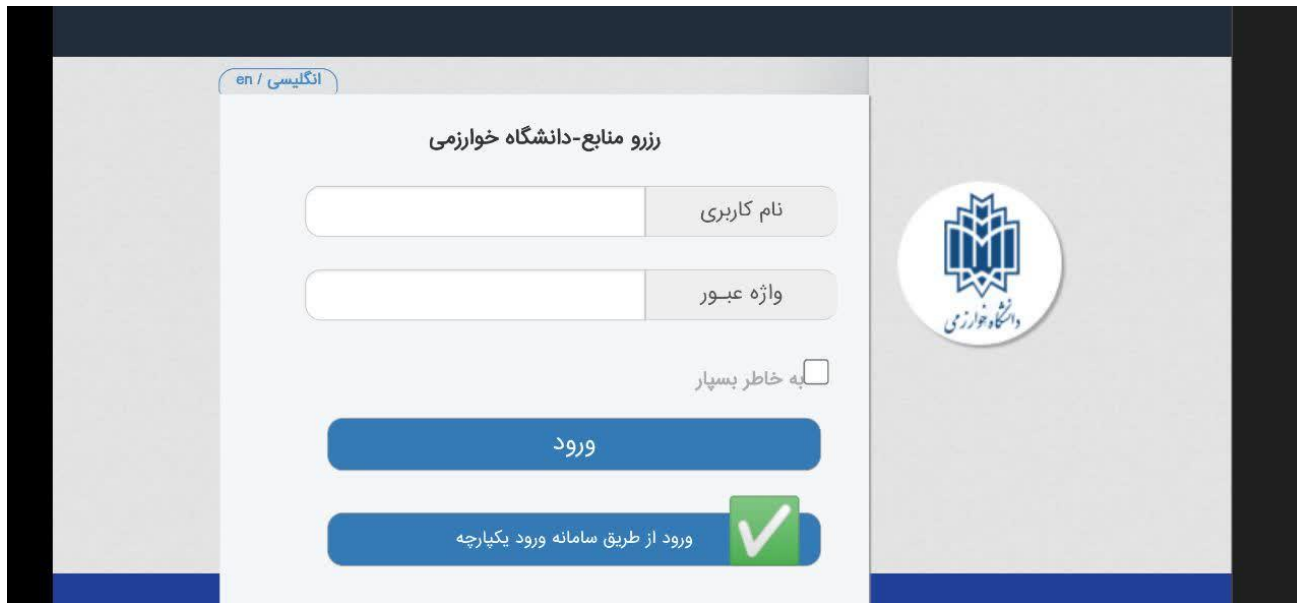 انگلیسی / en
رزرو منابع-دانشگاه خوارزمی
نام کاربری
واژه عبـور
دانشگاه خوارزمی
به خاطر بسپار
ورود
ورود از طریق سامانه ورود یکپارچه